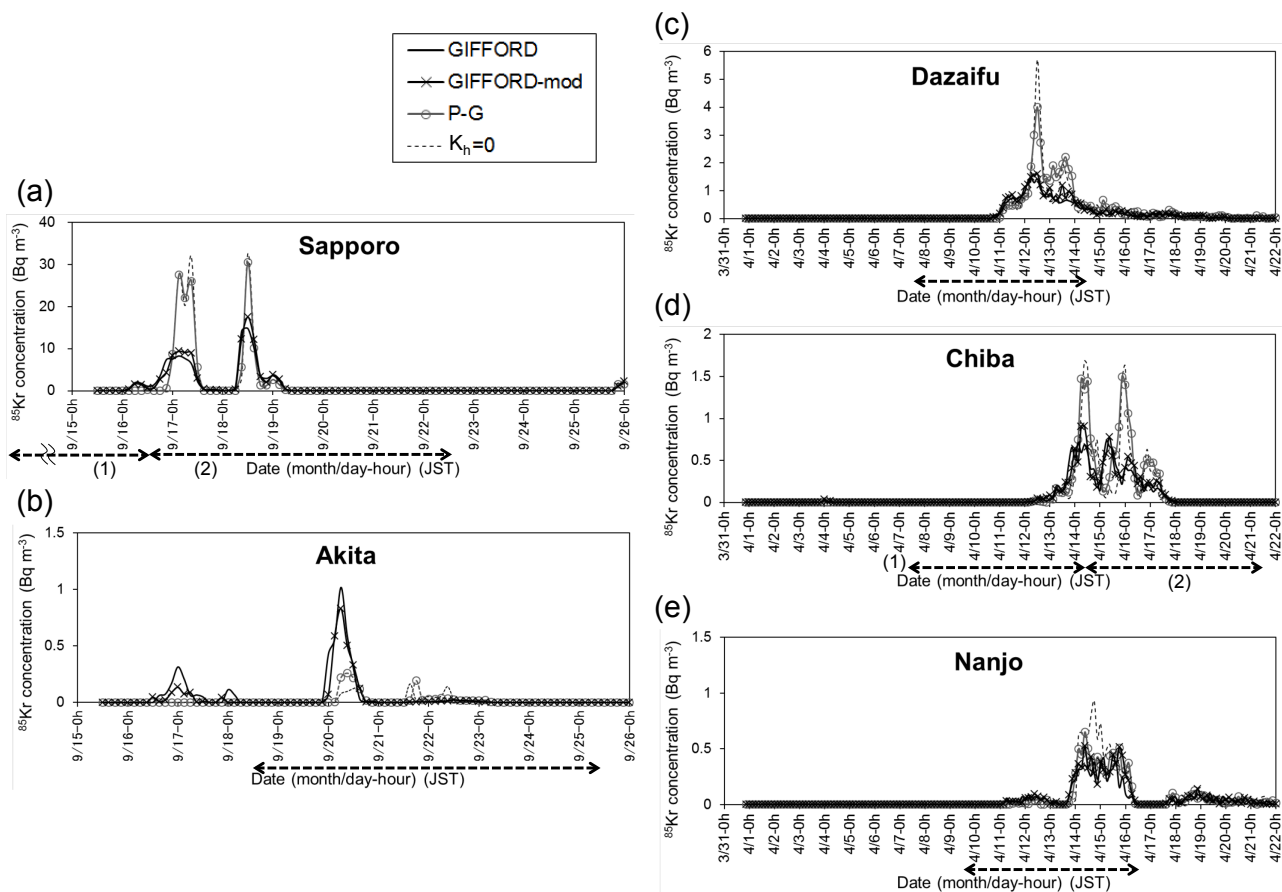 GIFFORD
GIFFORD-mod
P-G
Kh=0
(a)
Sapporo
85Kr concentration (Bq m-3)
40
30
20
10
0
9/15-0h
9/16-0h
9/17-0h
9/18-0h
9/19-0h
9/20-0h
9/21-0h
9/22-0h
9/23-0h
9/24-0h
9/25-0h
9/26-0h
(1) (2) Date (month/day-hour) (JST)
(b)
Akita
85Kr concentration (Bq m-3)
1.5
1
0.5
0
9/15-0h
9/16-0h
9/17-0h
9/18-0h
9/19-0h
9/20-0h
9/21-0h
9/22-0h
9/23-0h
9/24-0h
9/25-0h
9/26-0h
Date (month/day-hour) (JST)
(c)
Dazaifu
85Kr concentration (Bq m-3)
6
5
4
3
2
1
0
3/31-0h
4/1-0h
4/2-0h
4/3-0h
4/4-0h
4/5-0h
4/6-0h
4/7-0h
4/8-0h
4/9-0h
4/10-0h
4/11-0h
4/12-0h
4/13-0h
4/14-0h
4/15-0h
4/16-0h
4/17-0h
4/18-0h
4/19-0h
4/20-0h
4/21-0h
4/22-0h
Date (month/day-hour) (JST)
(d)
Chiba
85Kr concentration (Bq m-3)
2
1.5
1
0.5
0
3/31-0h
4/1-0h
4/2-0h
4/3-0h
4/4-0h
4/5-0h
4/6-0h
4/7-0h
4/8-0h
4/9-0h
4/10-0h
4/11-0h
4/12-0h
4/13-0h
4/14-0h
4/15-0h
4/16-0h
4/17-0h
4/18-0h
4/19-0h
4/20-0h
4/21-0h
4/22-0h
(1) Date (month/day-hour) (JST) (2)
(e)
Nanjo
85Kr concentration (Bq m-3)
1.5
1
0.5
0
3/31-0h
4/1-0h
4/2-0h
4/3-0h
4/4-0h
4/5-0h
4/6-0h
4/7-0h
4/8-0h
4/9-0h
4/10-0h
4/11-0h
4/12-0h
4/13-0h
4/14-0h
4/15-0h
4/16-0h
4/17-0h
4/18-0h
4/19-0h
4/20-0h
4/21-0h
4/22-0h
Date (month/day-hour) (JST)